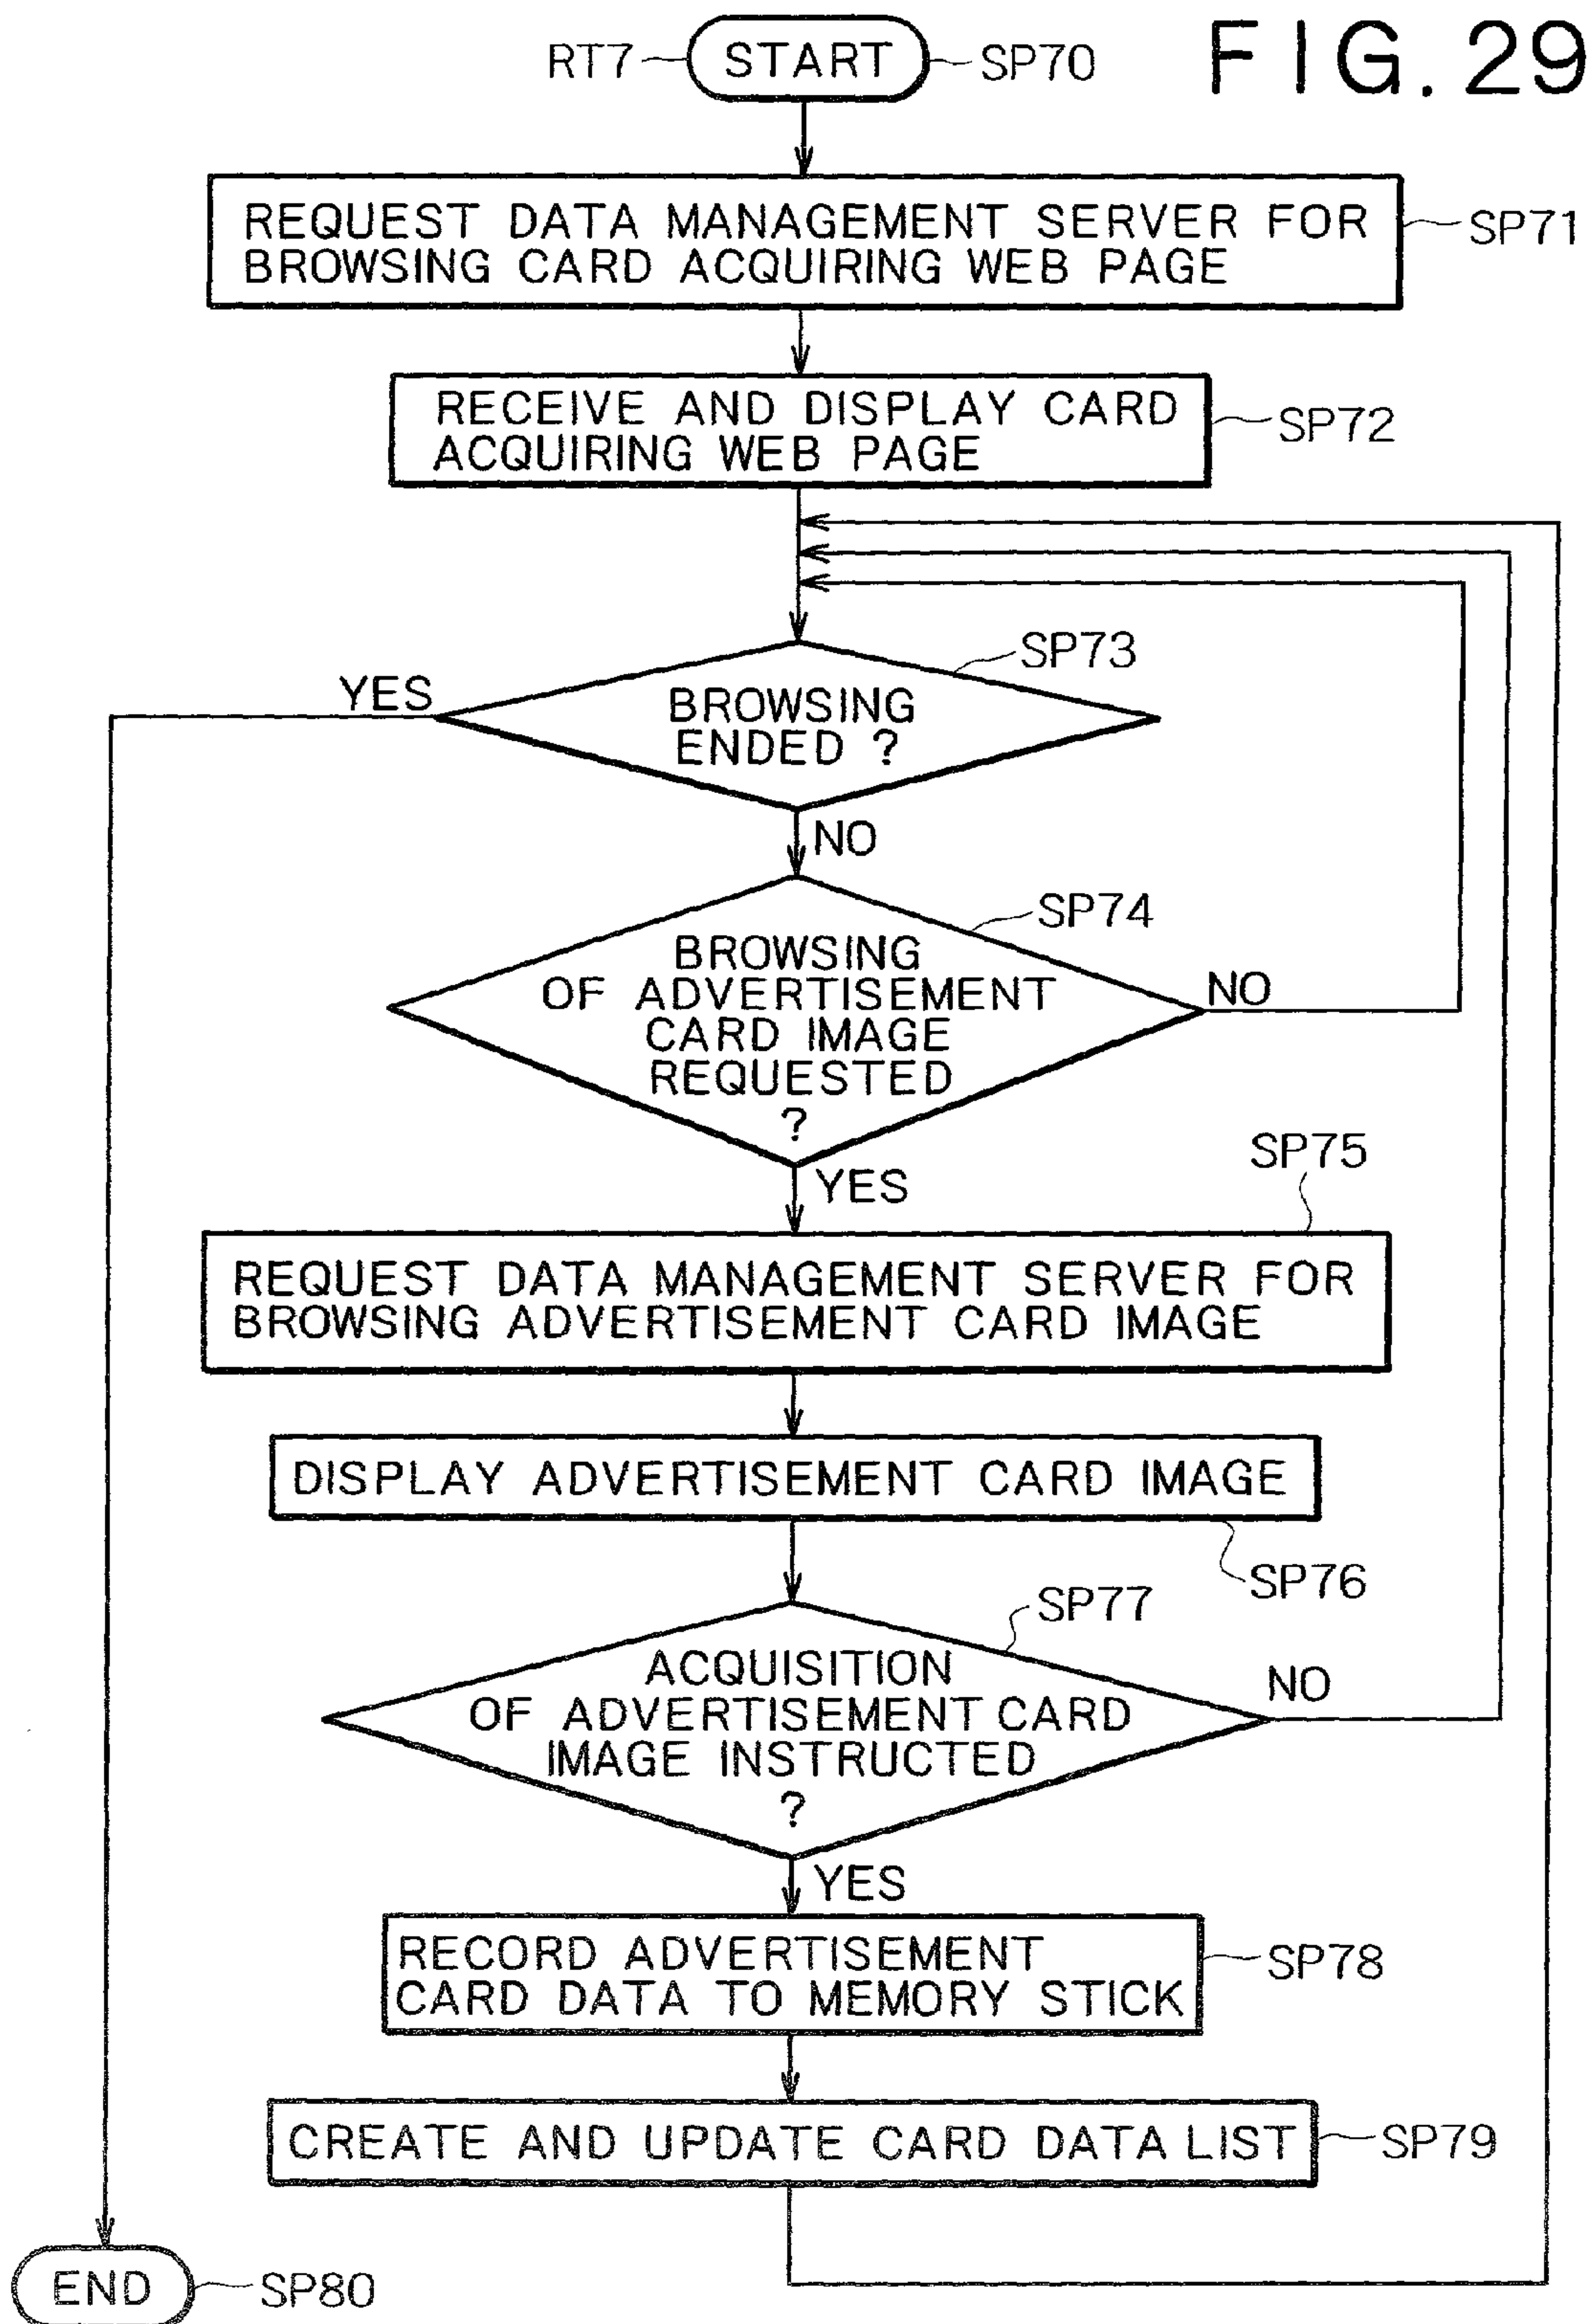 FIG. 29
RT7
START
SP70
REQUEST DATA MANAGEMENT SERVER FOR
BROWSING CARD ACQUIRING WEB PAGE
SP71
RECEIVE AND DISPLAY CARD
ACQUIRING WEB PAGE
SP72
SP73
YES
BROWSING
ENDED ?
NO
SP74
BROWSING
OF ADVERTISEMENT
CARD IMAGE
REQUESTED
?
NO
YES
SP75
REQUEST DATA MANAGEMENT SERVER FOR
BROWSING ADVERTISEMENT CARD IMAGE
DISPLAY ADVERTISEMENT CARD IMAGE
SP76
SP77
ACQUISITION
OF ADVERTISEMENT CARD
IMAGE INSTRUCTED
?
NO
YES
RECORD ADVERTISEMENT
CARD DATA TO MEMORY STICK
SP78
CREATE AND UPDATE CARD DATA LIST
SP79
END
SP80